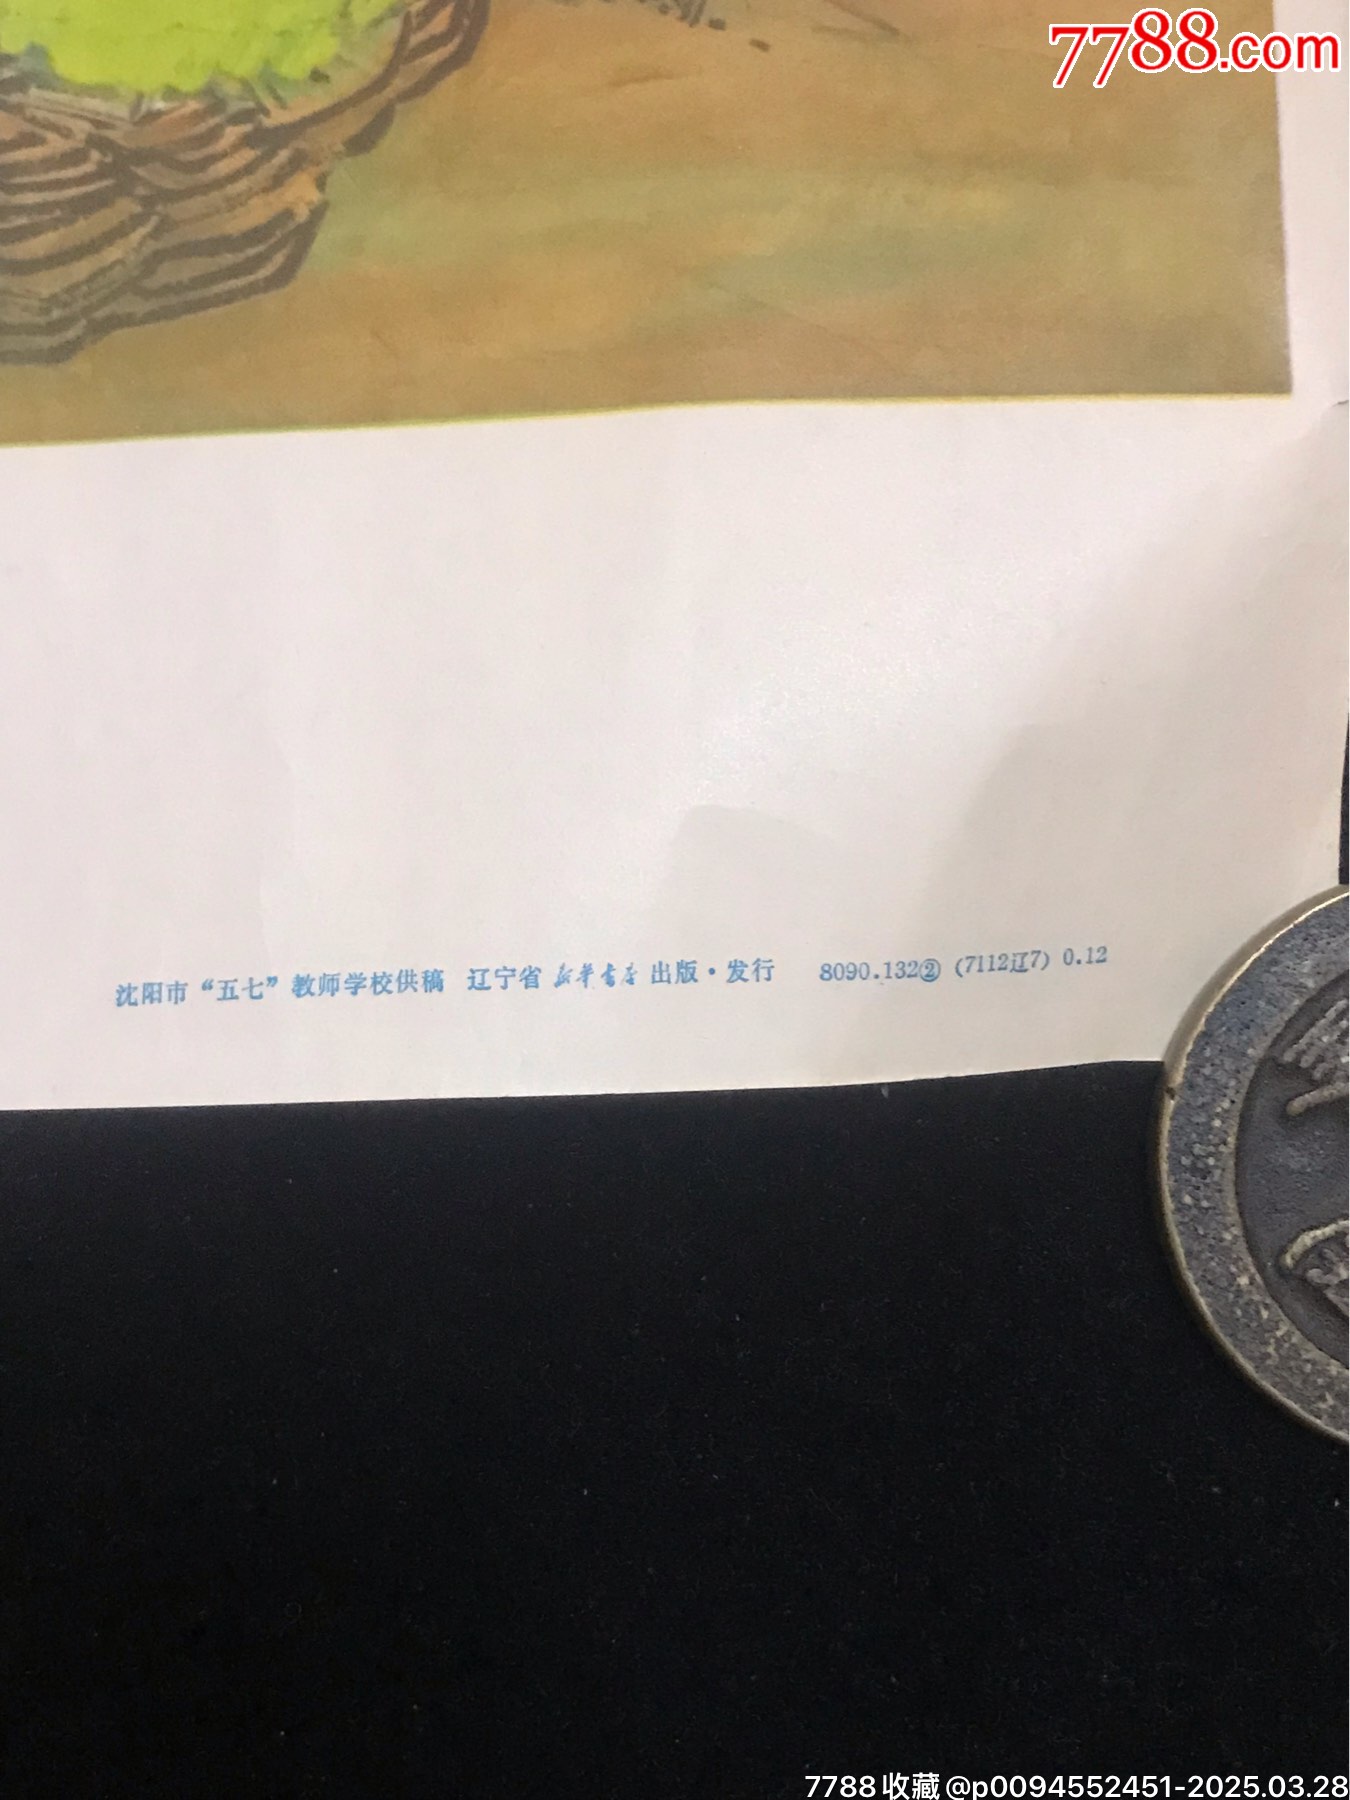 7788.com
沈阳市“五七”教师学校供稿 辽宁省新华书店出版·发行 8090.132② (7112辽7) 0.12
7788收藏@p0094552451-2025.03.28